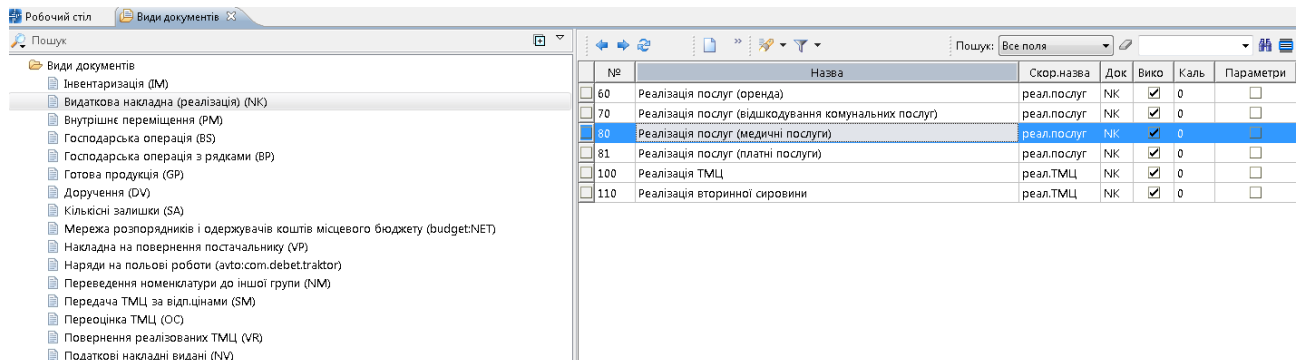 Робочий стіл Види документів
Пошук
Пошук: Все поля
Види документів
Інвентаризація (IM)
Видаткова накладна (реалізація) (NK)
Внутрішнє переміщення (PM)
Господарська операція (BS)
Господарська операція з рядками (BP)
Готова продукція (GP)
Доручення (DV)
Кількісні залишки (SA)
Мережа розпорядників і одержувачів коштів місцевого бюджету (budget:NET)
Накладна на повернення постачальнику (VP)
Наряди на польові роботи (avto:com.debet.traktor)
Переведення номенклатури до іншої групи (NM)
Передача ТМЦ за відп.цінами (SM)
Переоцінка ТМЦ (OC)
Повернення реалізованих ТМЦ (VR)
Податкові накладні видані (NV)
№ Назва Скор.назва Док Вико Каль Параметри
60 Реалізація послуг (оренда) реал.послуг NK 0
70 Реалізація послуг (відшкодування комунальних послуг) реал.послуг NK 0
80 Реалізація послуг (медичні послуги) реал.послуг NK 0
81 Реалізація послуг (платні послуги) реал.послуг NK 0
100 Реалізація ТМЦ реал.ТМЦ NK 0
110 Реалізація вторинної сировини реал.ТМЦ NK 0